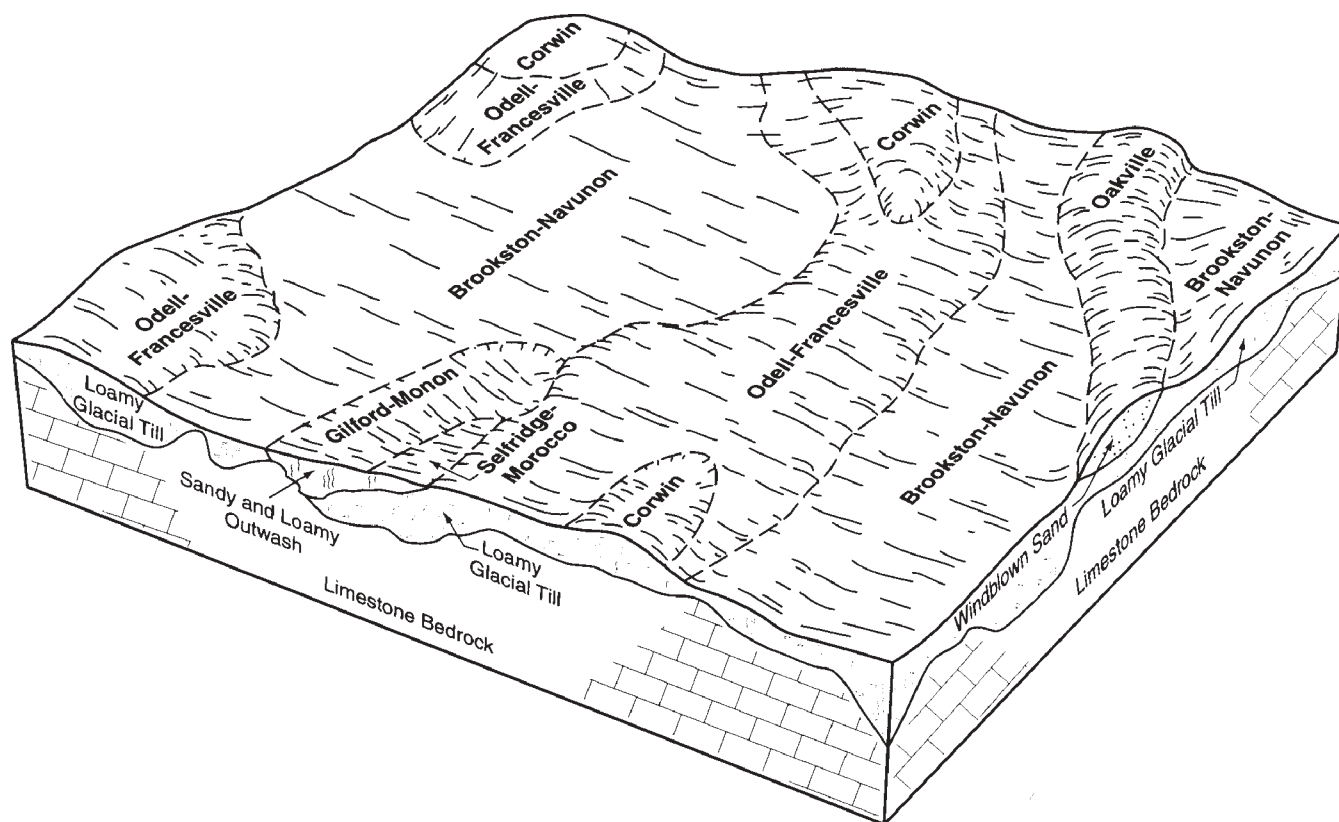 Corwin
Odell-
Francesville
Corwin
Oakville
Brookston-Navunon
Brookston-
Navunon
Odell-
Francesville
Odell-Francesville
Gilford-Monon
Selfridge-
Morocco
Corwin
Brookston-Navunon
Loamy
Glacial Till
Sandy and Loamy
Outwash
Loamy
Glacial Till
Limestone Bedrock
Windblown Sand
Loamy Glacial Till
Limestone Bedrock